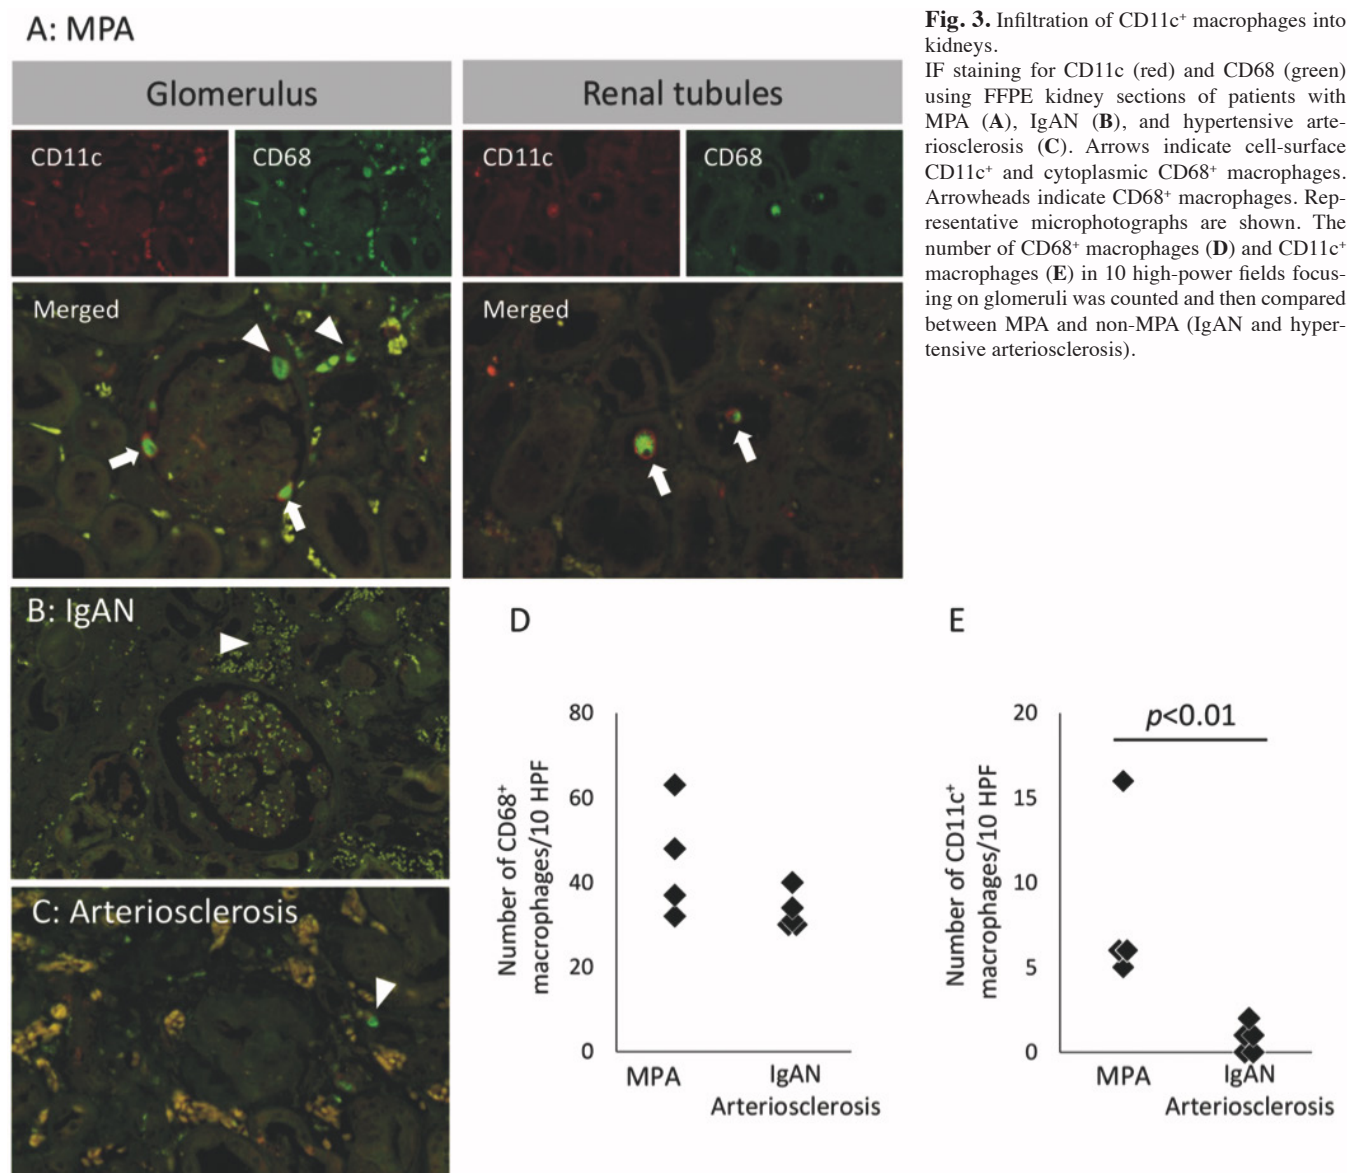 A: MPA
Glomerulus
Renal tubules
CD11c
CD68
CD11c
CD68
Merged
Merged
B: IgAN
C: Arteriosclerosis
Fig. 3. Infiltration of CD11c⁺ macrophages into
kidneys.
IF staining for CD11c (red) and CD68 (green)
using FFPE kidney sections of patients with
MPA (A), IgAN (B), and hypertensive arte-
riosclerosis (C). Arrows indicate cell-surface
CD11c⁺ and cytoplasmic CD68⁺ macrophages.
Arrowheads indicate CD68⁺ macrophages. Rep-
resentative microphotographs are shown. The
number of CD68⁺ macrophages (D) and CD11c⁺
macrophages (E) in 10 high-power fields focus-
ing on glomeruli was counted and then compared
between MPA and non-MPA (IgAN and hyper-
tensive arteriosclerosis).
D
Number of CD68⁺
macrophages/10 HPF
80
60
40
20
0
MPA
IgAN
Arteriosclerosis
E
Number of CD11c⁺
macrophages/10 HPF
20
15
10
5
0
p<0.01
MPA
IgAN
Arteriosclerosis